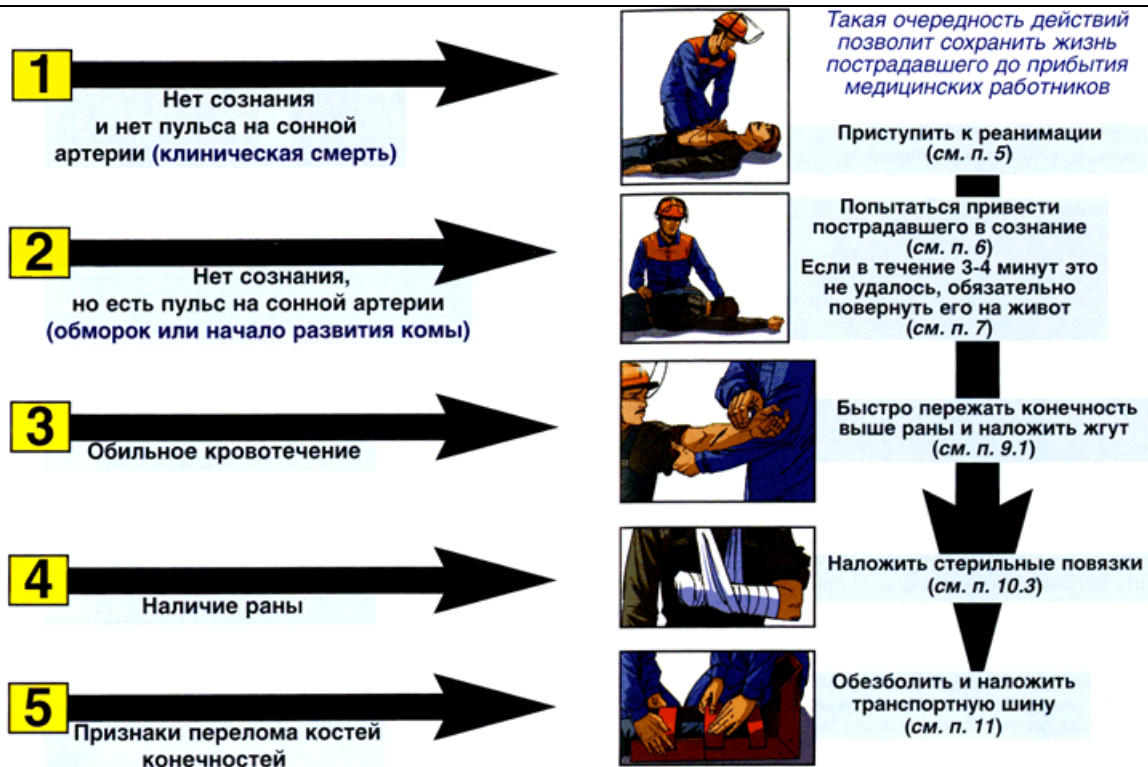 Такая очередность действий
позволит сохранить жизнь
пострадавшего до прибытия
медицинских работников
1
Нет сознания
и нет пульса на сонной
артерии (клиническая смерть)
Приступить к реанимации
(см. п. 5)
2
Нет сознания,
но есть пульс на сонной артерии
(обморок или начало развития комы)
Попытаться привести
пострадавшего в сознание
(см. п. 6)
Если в течение 3-4 минут это
не удалось, обязательно
повернуть его на живот
(см. п. 7)
3
Обильное кровотечение
Быстро пережать конечность
выше раны и наложить жгут
(см. п. 9.1)
4
Наличие раны
Наложить стерильные повязки
(см. п. 10.3)
5
Признаки перелома костей
конечностей
Обезболить и наложить
транспортную шину
(см. п. 11)